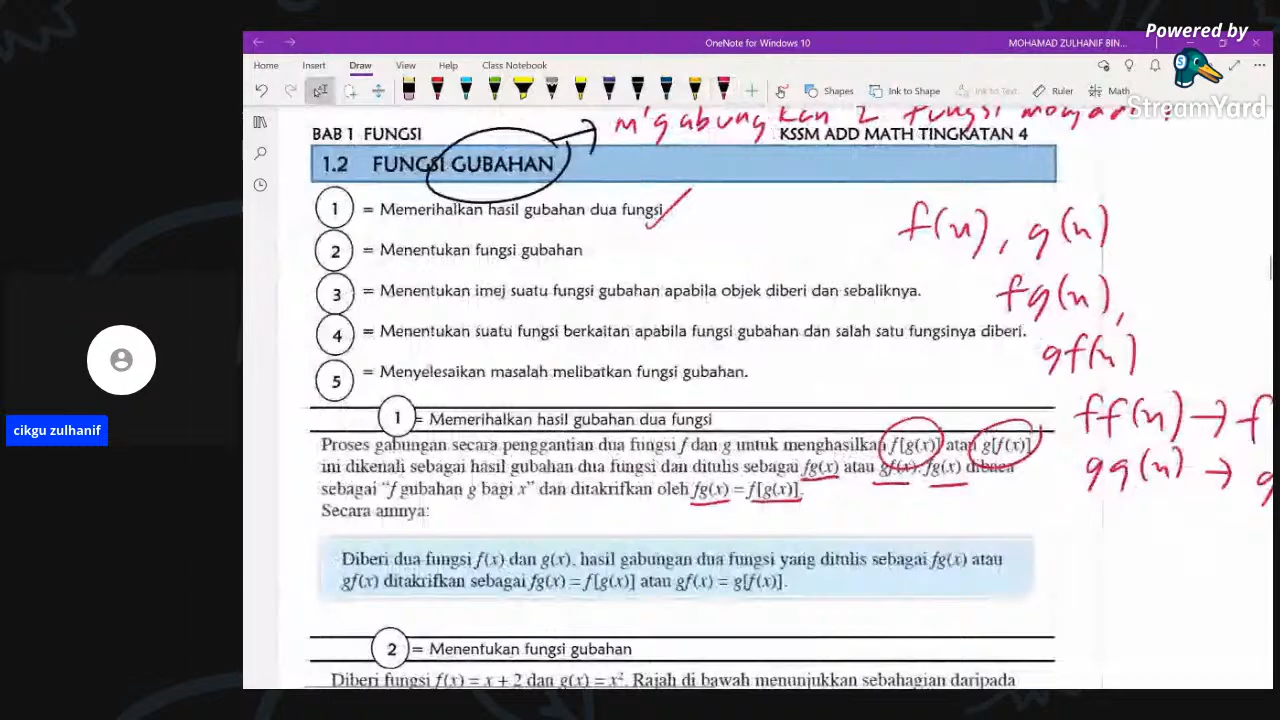 Powered by
StreamYard
OneNote for Windows 10
MOHAMAD ZULHANIF BIN...
Home Insert Draw View Help Class Notebook
Shapes Ink to Shape Ink to Text Ruler Math
m'gabungkan 2 fungsi
BAB 1 FUNGSI
KSSM ADD MATH TINGKATAN 4
1.2 FUNGSI GUBAHAN
1 = Memerihalkan hasil gubahan dua fungsi
f(x), g(x)
2 = Menentukan fungsi gubahan
3 = Menentukan imej suatu fungsi gubahan apabila objek diberi dan sebaliknya.
fg(x),
4 = Menentukan suatu fungsi berkaitan apabila fungsi gubahan dan salah satu fungsinya diberi.
gf(x)
5 = Menyelesaikan masalah melibatkan fungsi gubahan.
ff(x) → f
1 = Memerihalkan hasil gubahan dua fungsi
Proses gabungan secara penggantian dua fungsi f dan g untuk menghasilkan f[g(x)] atau g[f(x)]
gg(x) → g
ini dikenali sebagai hasil gubahan dua fungsi dan ditulis sebagai fg(x) atau gf(x). fg(x) dibaca
sebagai “f gubahan g bagi x” dan ditakrifkan oleh fg(x) = f[g(x)].
Secara amnya:
Diberi dua fungsi f(x) dan g(x), hasil gabungan dua fungsi yang ditulis sebagai fg(x) atau
gf(x) ditakrifkan sebagai fg(x) = f[g(x)] atau gf(x) = g[f(x)].
2 = Menentukan fungsi gubahan
Diberi fungsi f(x) = x + 2 dan g(x) = x². Rajah di bawah menunjukkan sebahagian daripada
cikgu zulhanif